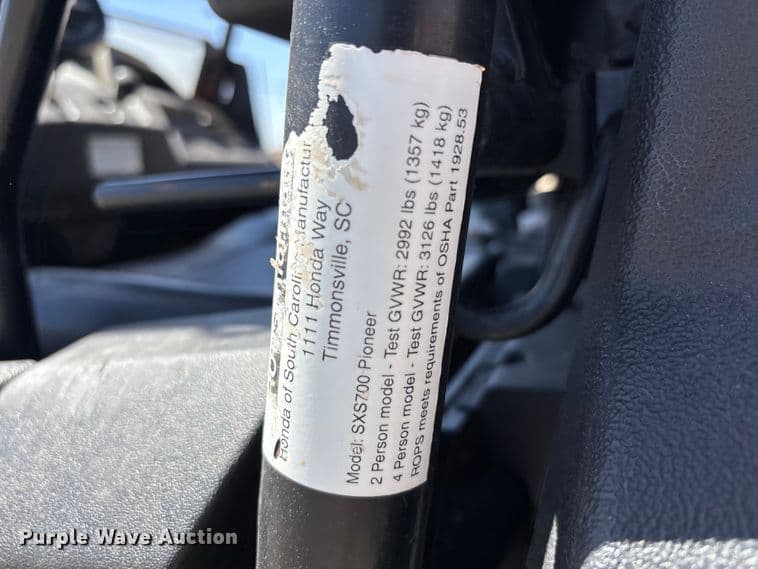 Honda of South Carolina Manufactur
1111 Honda Way
Timmonsville, SC
Model: SXS700 Pioneer
2 Person model - Test GVWR: 2992 lbs (1357 kg)
4 Person model - Test GVWR: 3126 lbs (1418 kg)
ROPS meets requirements of OSHA Part 1928.53
Purple Wave Auction